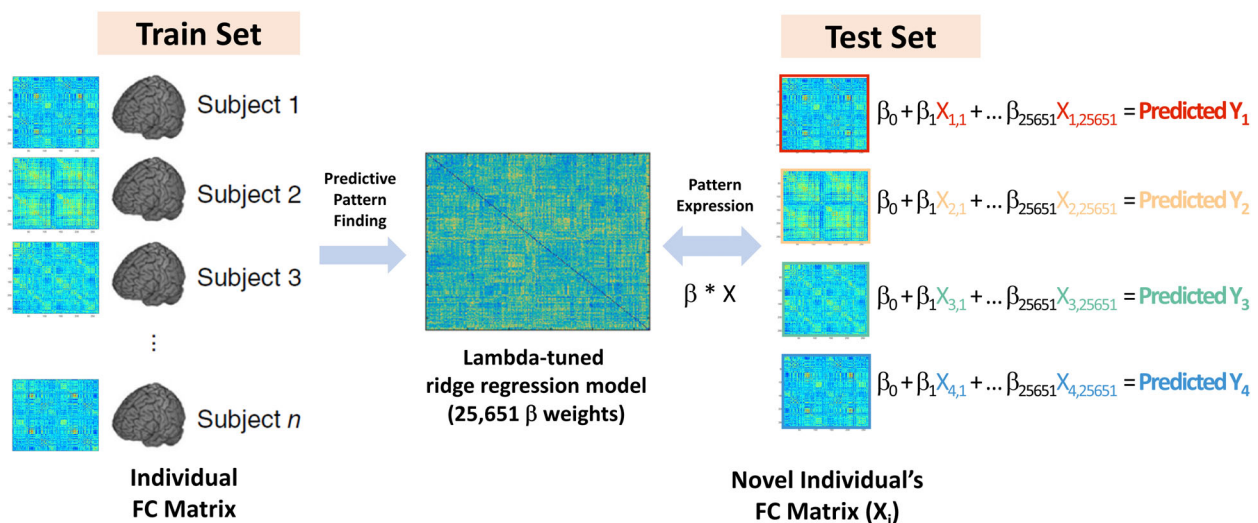 Train Set
Subject 1
Subject 2
Subject 3
⋮
Subject n
Individual
FC Matrix
Predictive
Pattern
Finding
Lambda-tuned
ridge regression model
(25,651 β weights)
Pattern
Expression
β * X
Test Set
β₀ + β₁X₁,₁ + ... β₂₅₆₅₁X₁,₂₅₆₅₁ = Predicted Y₁
β₀ + β₁X₂,₁ + ... β₂₅₆₅₁X₂,₂₅₆₅₁ = Predicted Y₂
β₀ + β₁X₃,₁ + ... β₂₅₆₅₁X₃,₂₅₆₅₁ = Predicted Y₃
β₀ + β₁X₄,₁ + ... β₂₅₆₅₁X₄,₂₅₆₅₁ = Predicted Y₄
Novel Individual's
FC Matrix (Xᵢ)